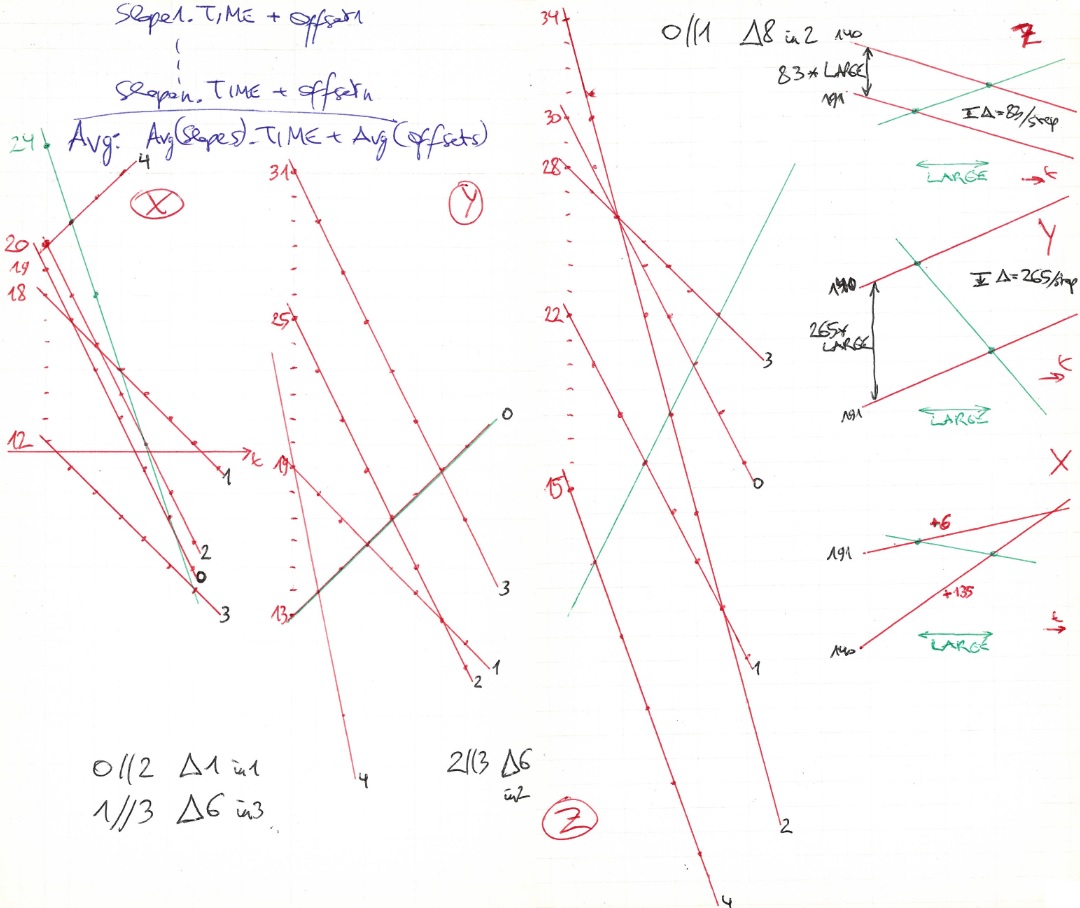 Slope1.TIME + offset1
Slopen.TIME + offsetn
Avg: Avg(slopes).TIME + Avg(offsets)
24
4
X
20
19
18
12
t
1
2
0
3
0//2 Δ1 in1
1//3 Δ6 in3
Y
31
25
19
13
0
3
1
2
4
2//3 Δ6
in2
0//1 Δ8 in2
34
30
28
22
15
3
0
1
2
4
Z
140
83*LARGE
191
Z
I Δ=83/step
LARGE
t
Y
140
265*
LARGE
191
I Δ=265/step
t
LARGE
X
191
+6
+135
140
LARGE
t